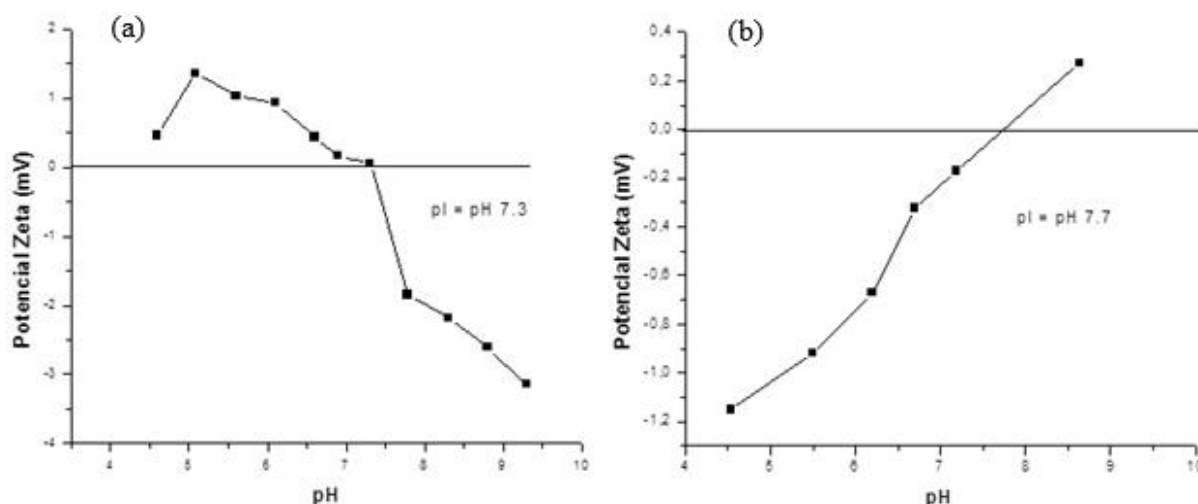 (a)
2
1
0
-1
-2
-3
-4
Potencial Zeta (mV)
pI = pH 7.3
4 5 6 7 8 9 10
pH
(b)
0,4
0,2
0,0
-0,2
-0,4
-0,6
-0,8
-1,0
-1,2
Potencial Zeta (mV)
pI = pH 7.7
4 5 6 7 8 9 10
pH